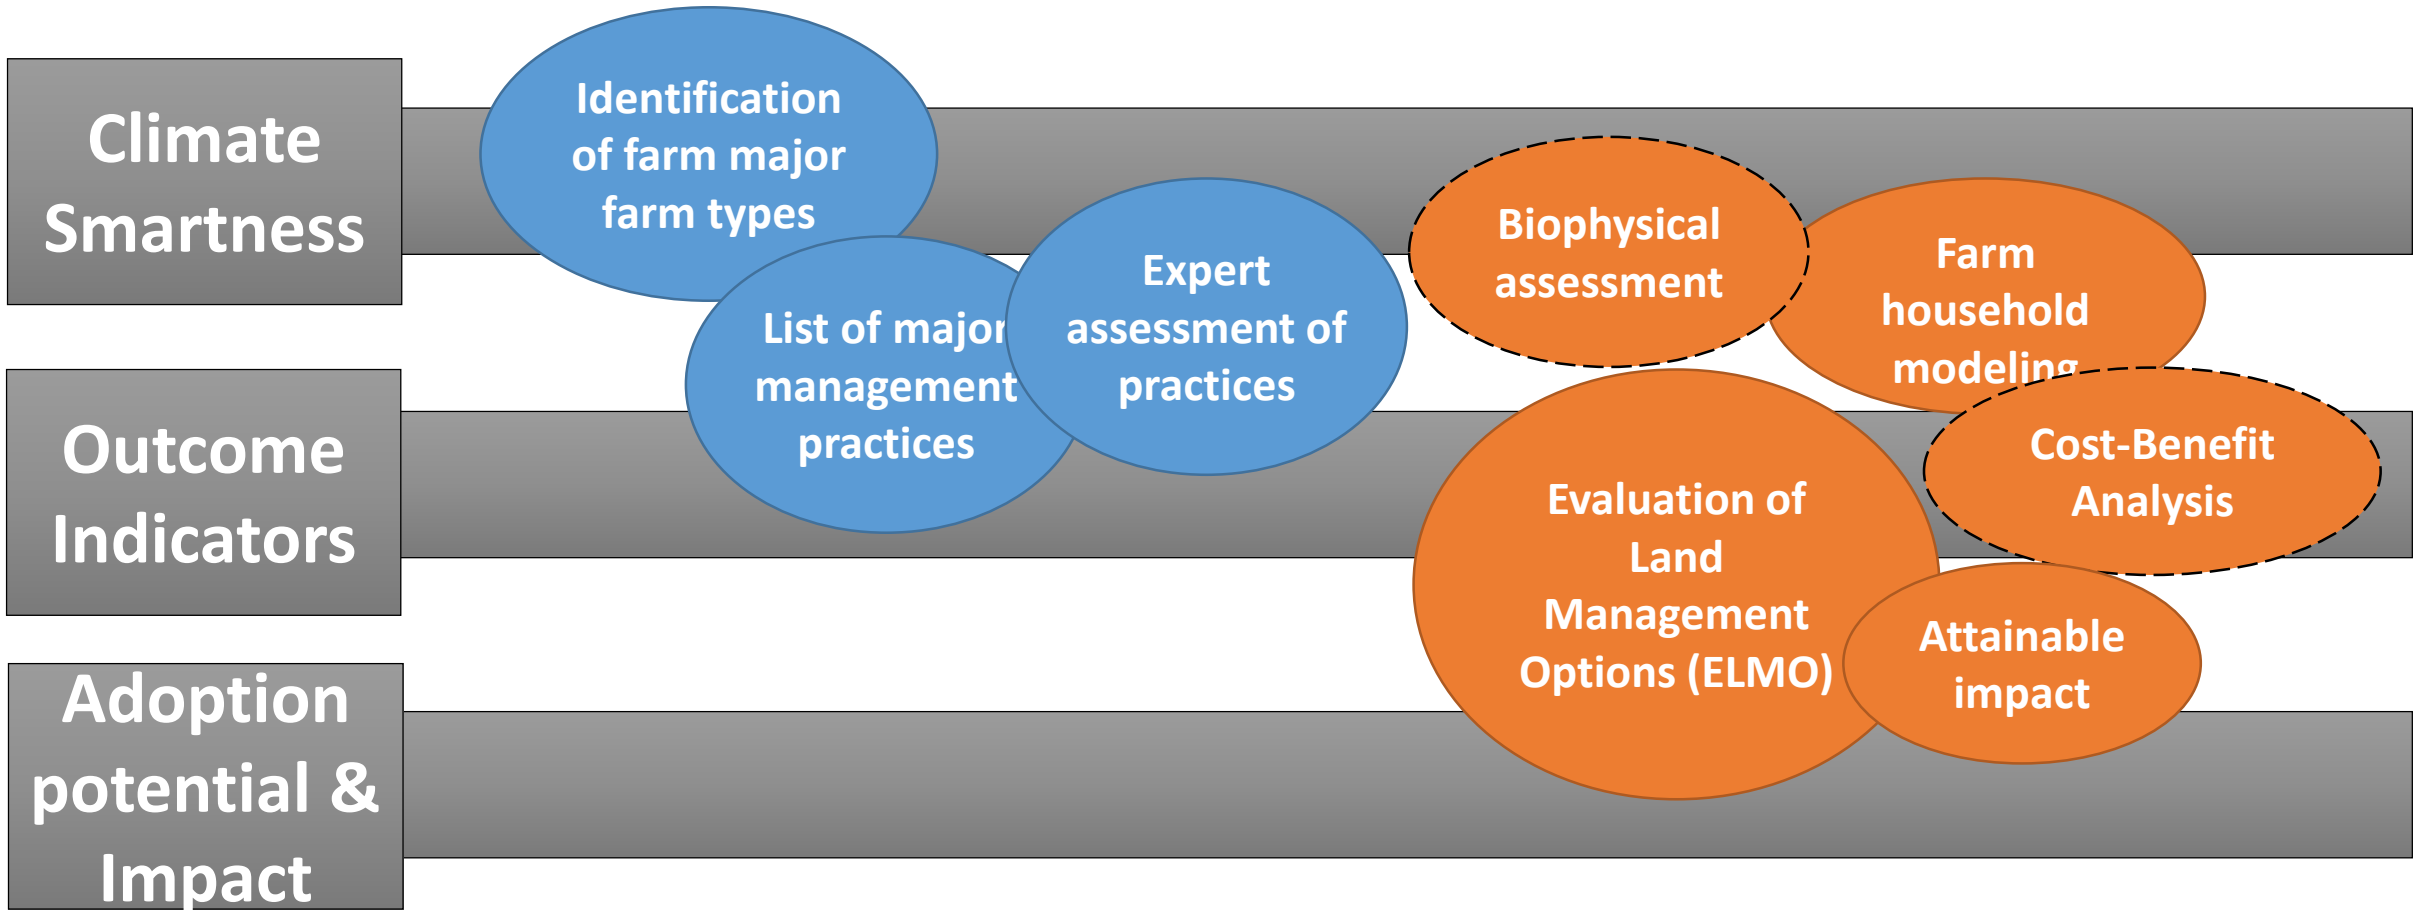 Climate
Smartness
Identification
of farm major
farm types
List of major
management
practices
Expert
assessment of
practices
Biophysical
assessment
Farm
household
modeling
Outcome
Indicators
Cost-Benefit
Analysis
Evaluation of
Land
Management
Options (ELMO)
Attainable
impact
Adoption
potential &
Impact